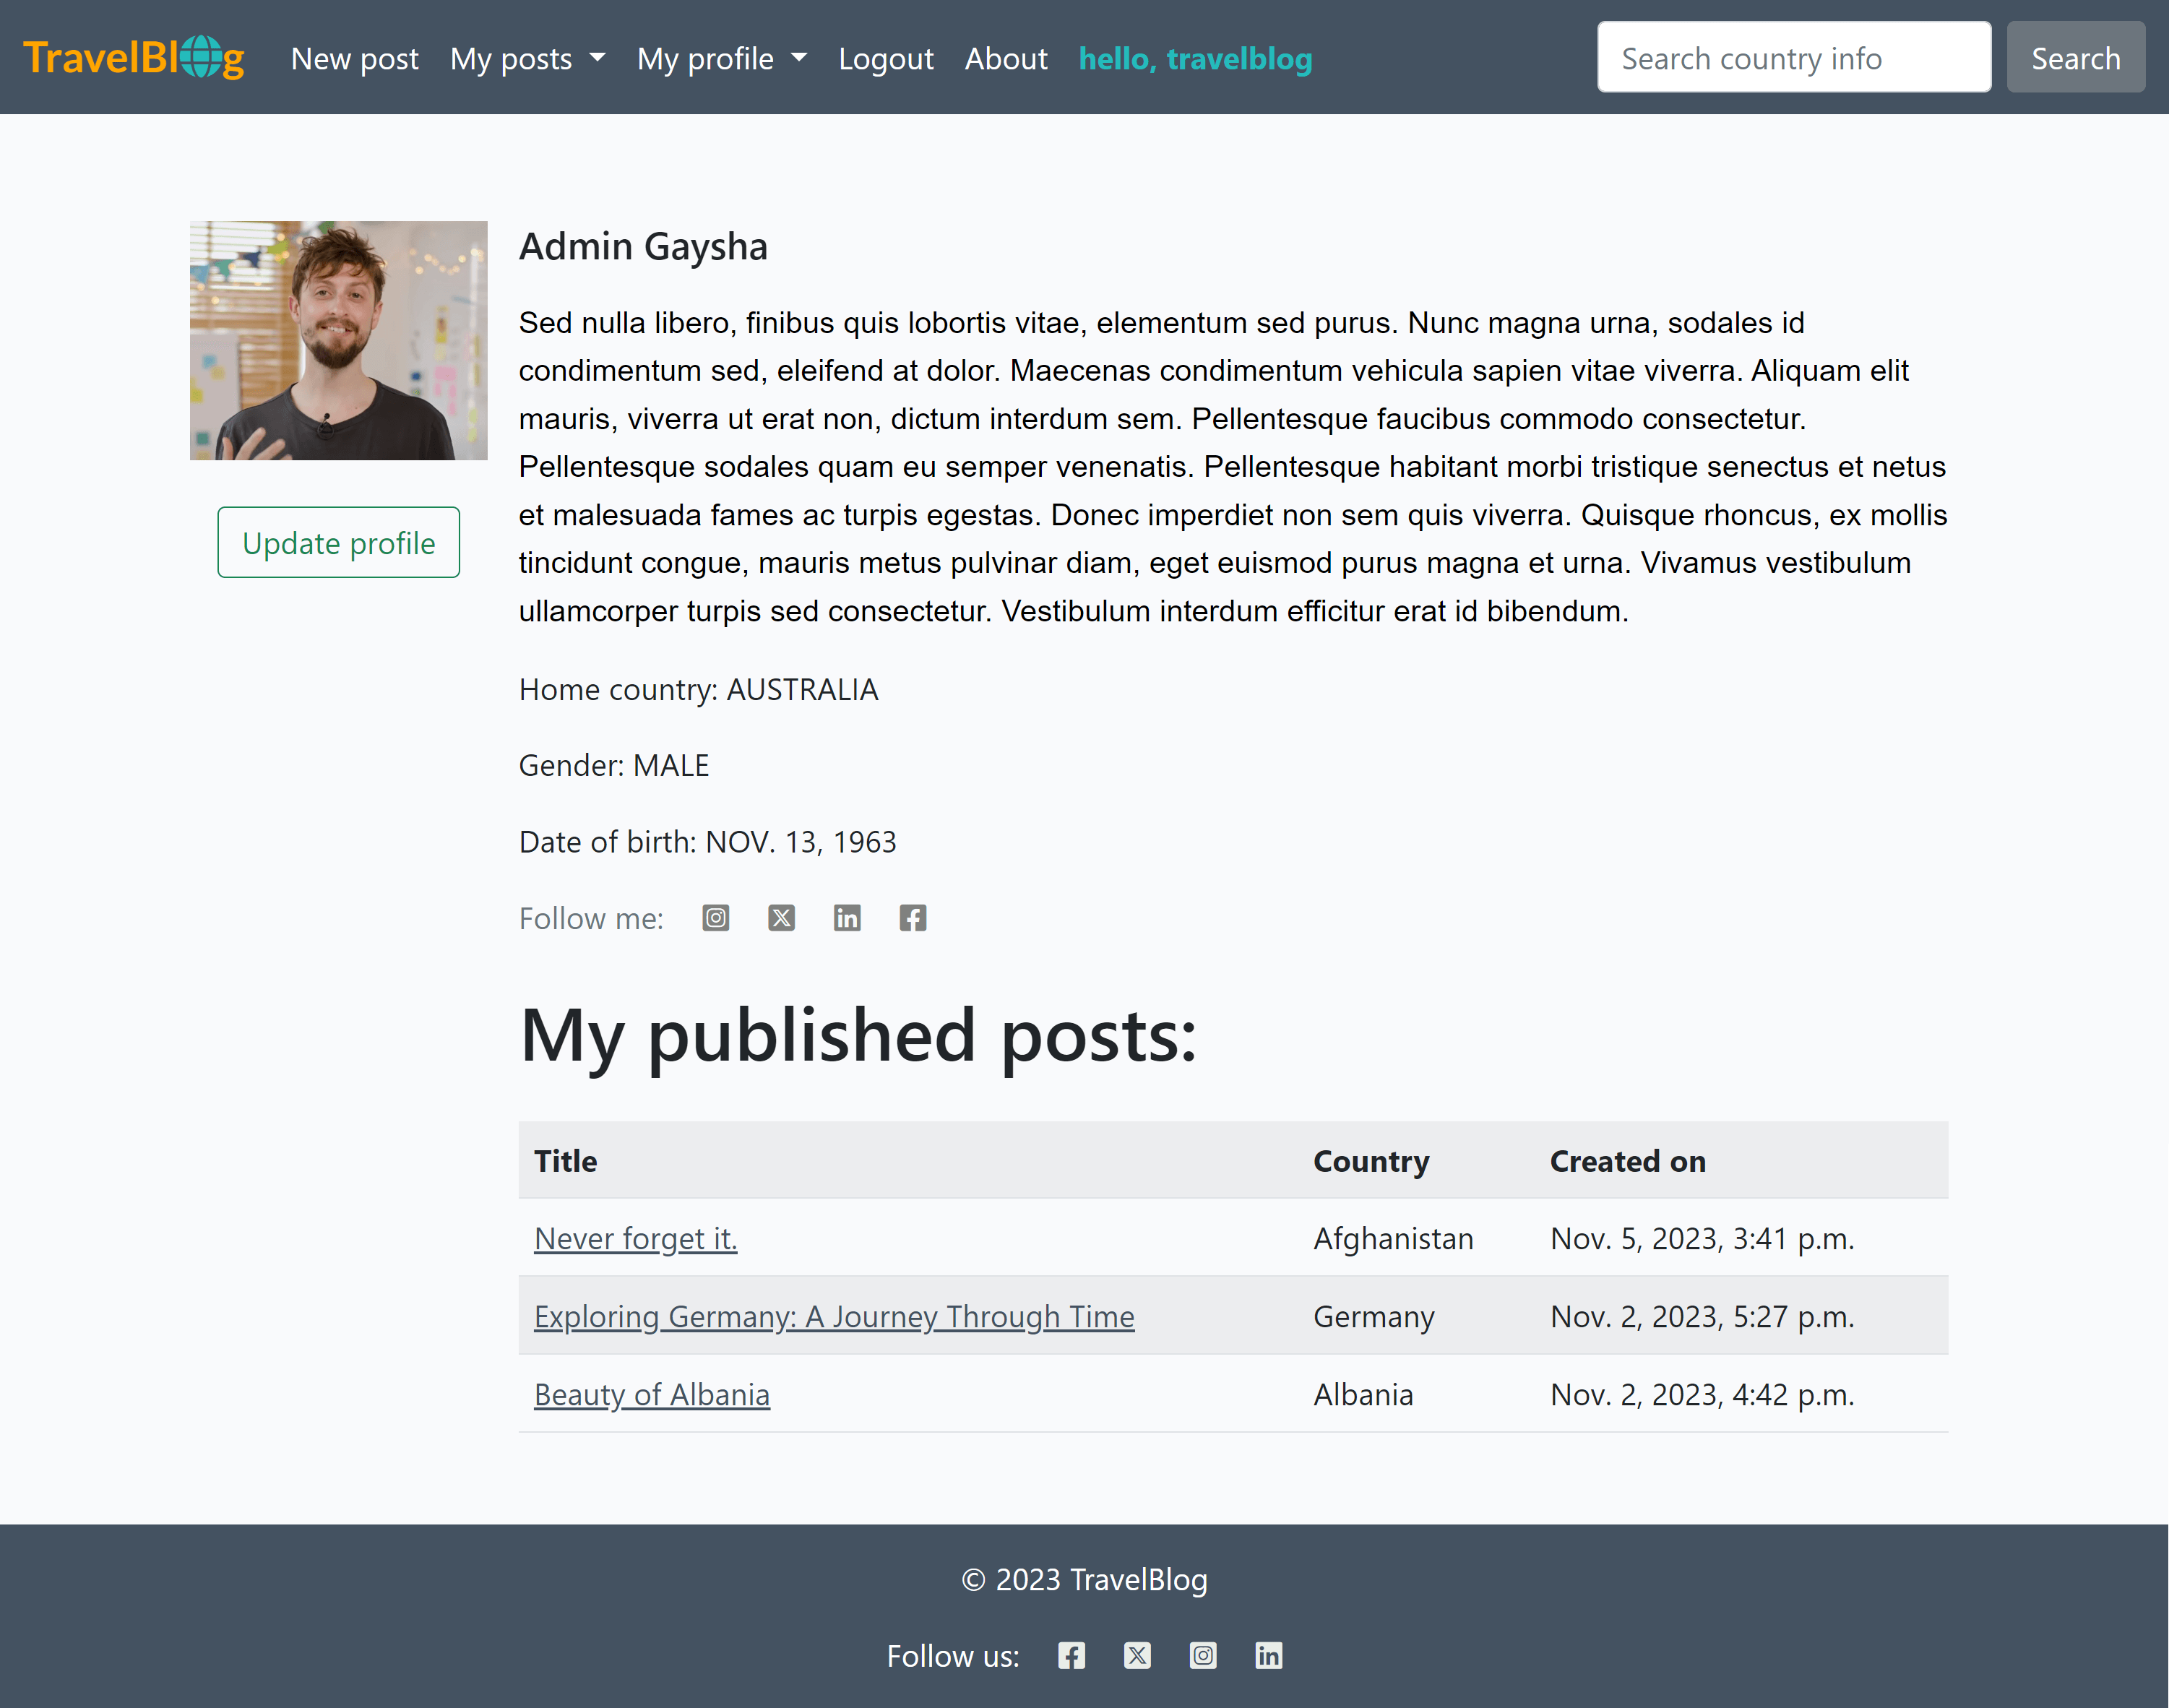 TravelBlog
New post My posts My profile Logout About hello, travelblog Search country info Search
Admin Gaysha
Sed nulla libero, finibus quis lobortis vitae, elementum sed purus. Nunc magna urna, sodales id
condimentum sed, eleifend at dolor. Maecenas condimentum vehicula sapien vitae viverra. Aliquam elit
mauris, viverra ut erat non, dictum interdum sem. Pellentesque faucibus commodo consectetur.
Pellentesque sodales quam eu semper venenatis. Pellentesque habitant morbi tristique senectus et netus
et malesuada fames ac turpis egestas. Donec imperdiet non sem quis viverra. Quisque rhoncus, ex mollis
tincidunt congue, mauris metus pulvinar diam, eget euismod purus magna et urna. Vivamus vestibulum
ullamcorper turpis sed consectetur. Vestibulum interdum efficitur erat id bibendum.
Update profile
Home country: AUSTRALIA
Gender: MALE
Date of birth: NOV. 13, 1963
Follow me:
My published posts:
Title Country Created on
Never forget it. Afghanistan Nov. 5, 2023, 3:41 p.m.
Exploring Germany: A Journey Through Time Germany Nov. 2, 2023, 5:27 p.m.
Beauty of Albania Albania Nov. 2, 2023, 4:42 p.m.
© 2023 TravelBlog
Follow us: